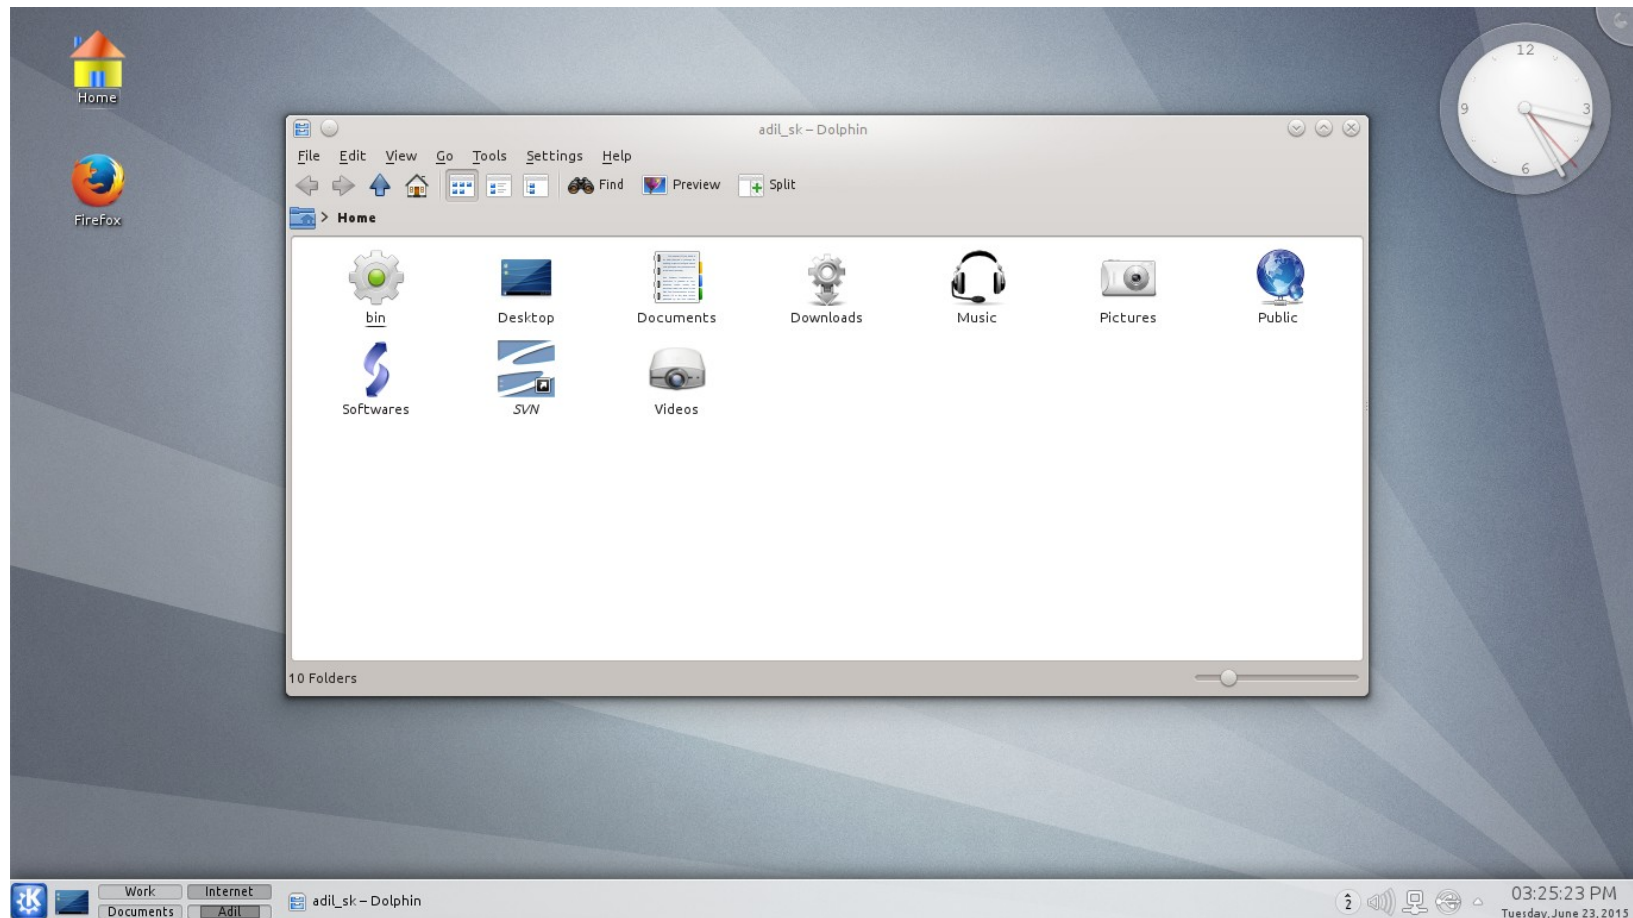 Home
Firefox
12
3
6
9
adil_sk – Dolphin
File Edit View Go Tools Settings Help
Find Preview Split
> Home
bin Desktop Documents Downloads Music Pictures Public
Softwares SVN Videos
10 Folders
Work Internet
Documents Adil
adil_sk – Dolphin
2
03:25:23 PM
Tuesday, June 23, 2015